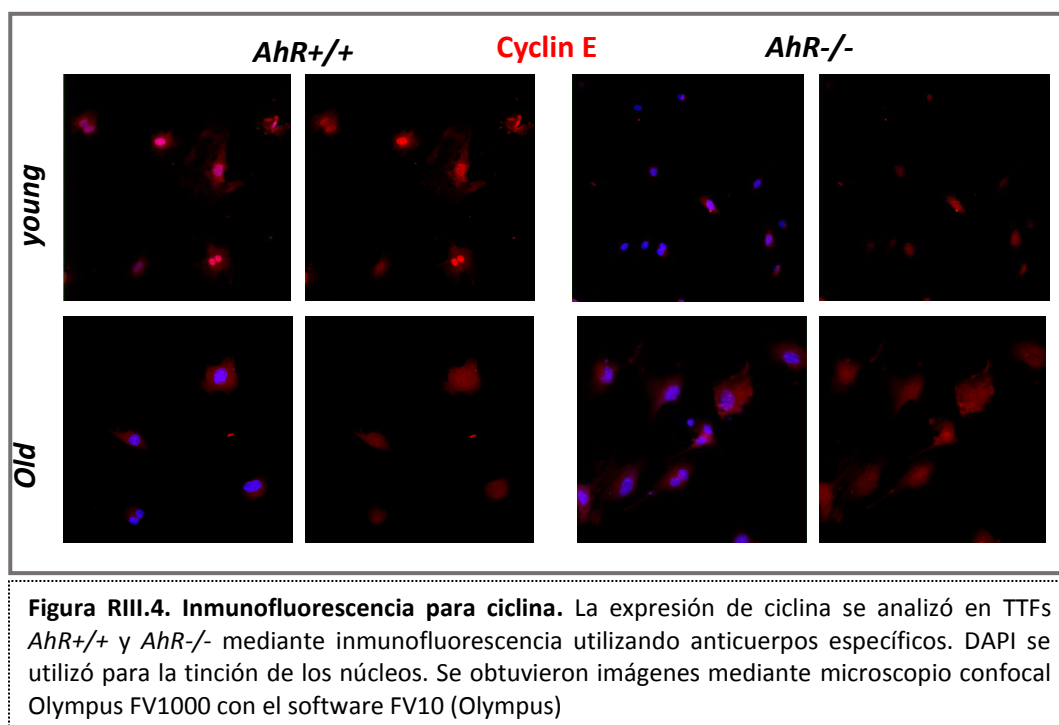 AhR+/+ Cyclin E AhR-/-
young
Old
Figura RIII.4. Inmunofluorescencia para ciclina. La expresión de ciclina se analizó en TTFs
AhR+/+ y AhR-/- mediante inmunofluorescencia utilizando anticuerpos específicos. DAPI se
utilizó para la tinción de los núcleos. Se obtuvieron imágenes mediante microscopio confocal
Olympus FV1000 con el software FV10 (Olympus)